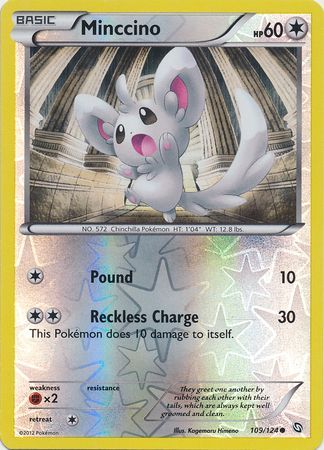 BASIC
Minccino
HP60
NO. 572 Chinchilla Pokémon HT: 1'04" WT: 12.8 lbs.
Pound 10
Reckless Charge 30
This Pokémon does 10 damage to itself.
weakness
×2
resistance
retreat
They greet one another by
rubbing each other with their
tails, which are always kept well
groomed and clean.
©2012 Pokémon
Illus. Kagemaru Himeno
109/124